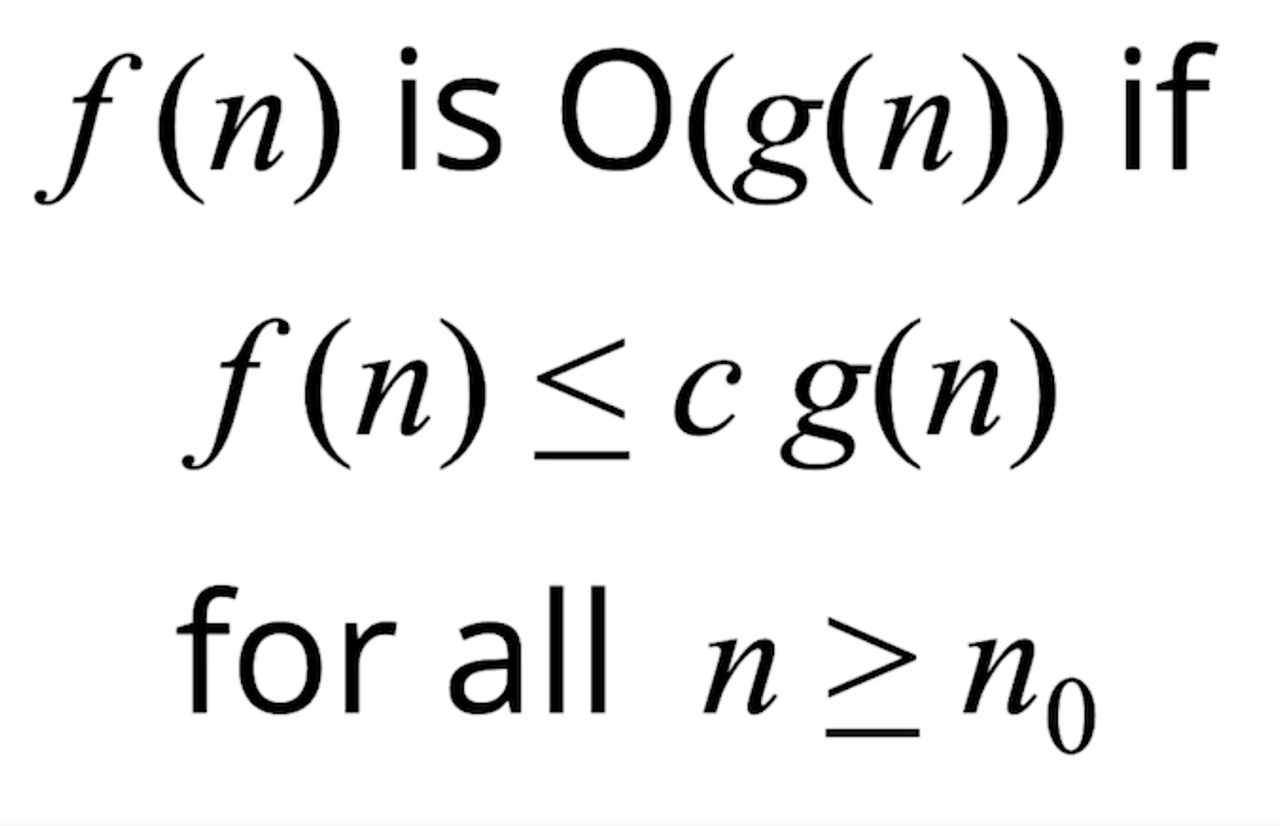 f(n) is O(g(n)) if
f(n) ≤ c g(n)
for all n ≥ n₀